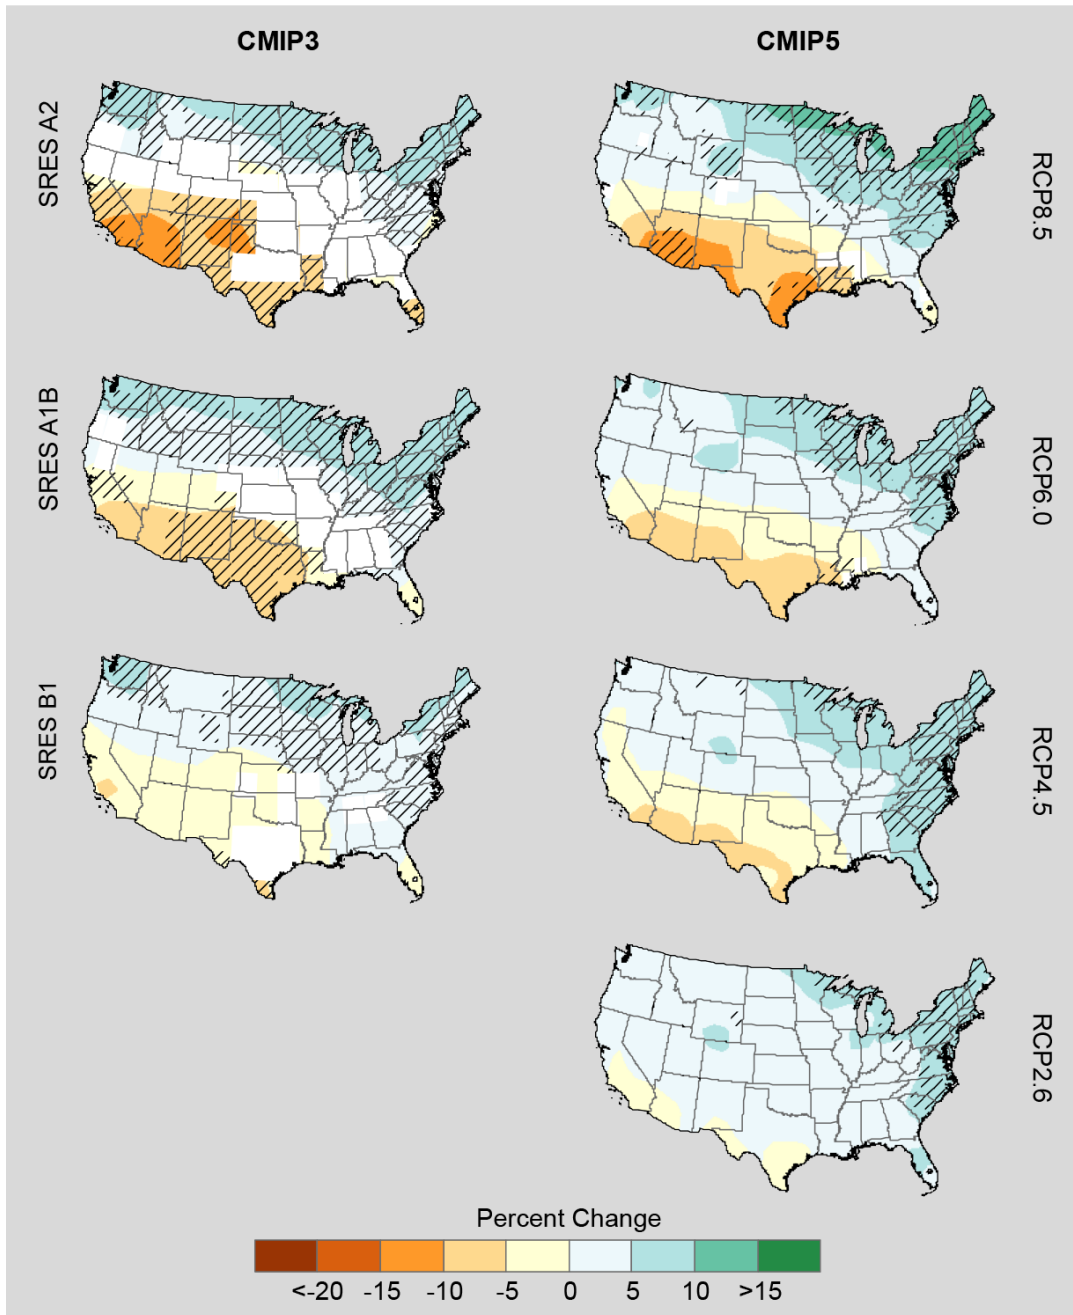 CMIP3 CMIP5
SRES A2
RCP8.5
SRES A1B
RCP6.0
SRES B1
RCP4.5
RCP2.6
Percent Change
<-20 -15 -10 -5 0 5 10 >15